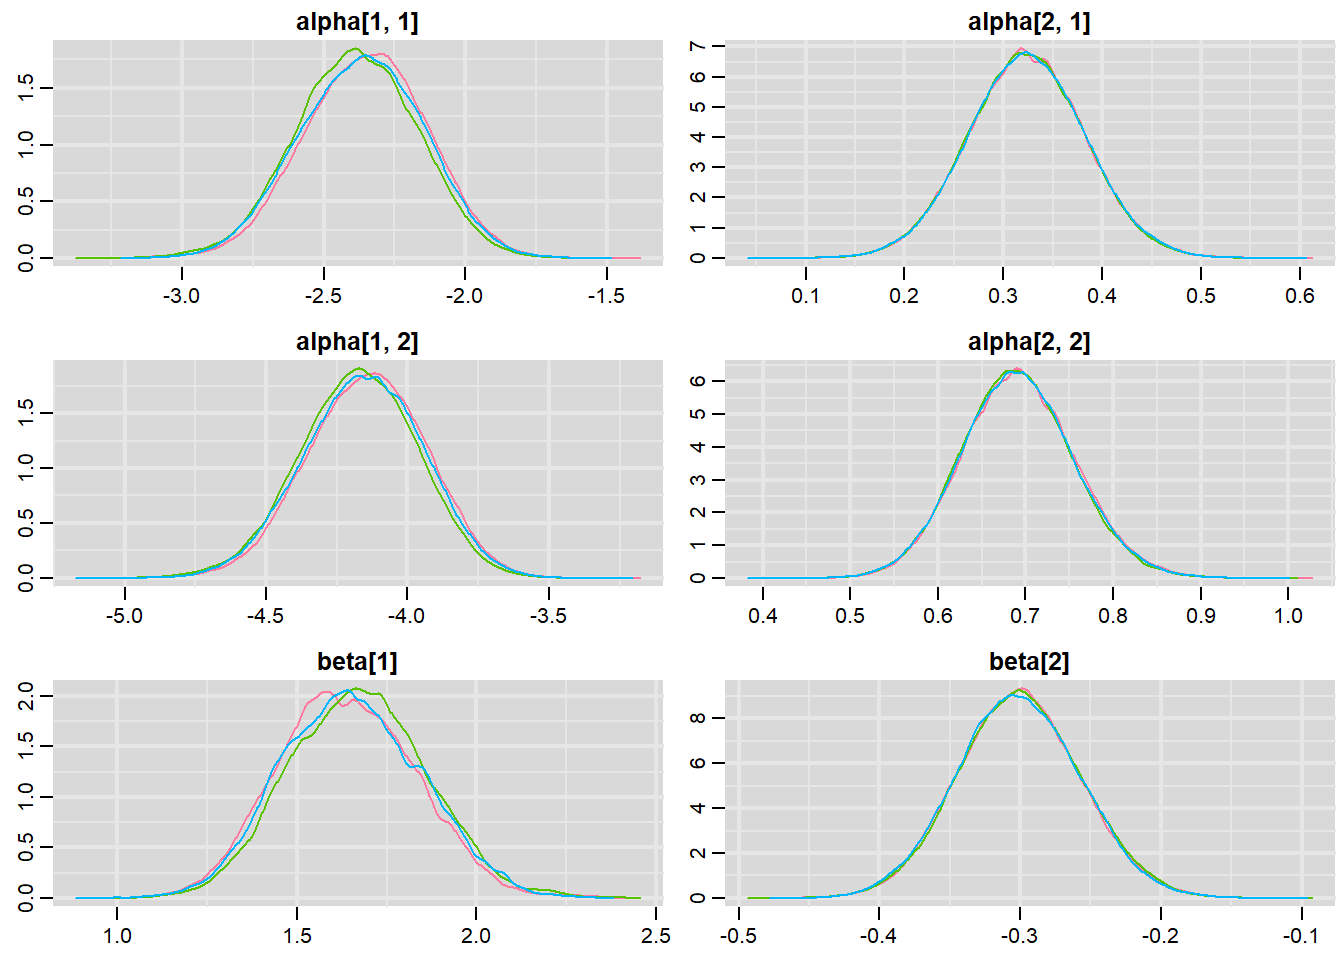 alpha[1, 1]
0.0 0.5 1.0 1.5
-3.0 -2.5 -2.0 -1.5
alpha[2, 1]
0 1 2 3 4 5 6 7
0.1 0.2 0.3 0.4 0.5 0.6
alpha[1, 2]
0.0 0.5 1.0 1.5
-5.0 -4.5 -4.0 -3.5
alpha[2, 2]
0 1 2 3 4 5 6
0.4 0.5 0.6 0.7 0.8 0.9 1.0
beta[1]
0.0 0.5 1.0 1.5 2.0
1.0 1.5 2.0 2.5
beta[2]
0 2 4 6 8
-0.5 -0.4 -0.3 -0.2 -0.1